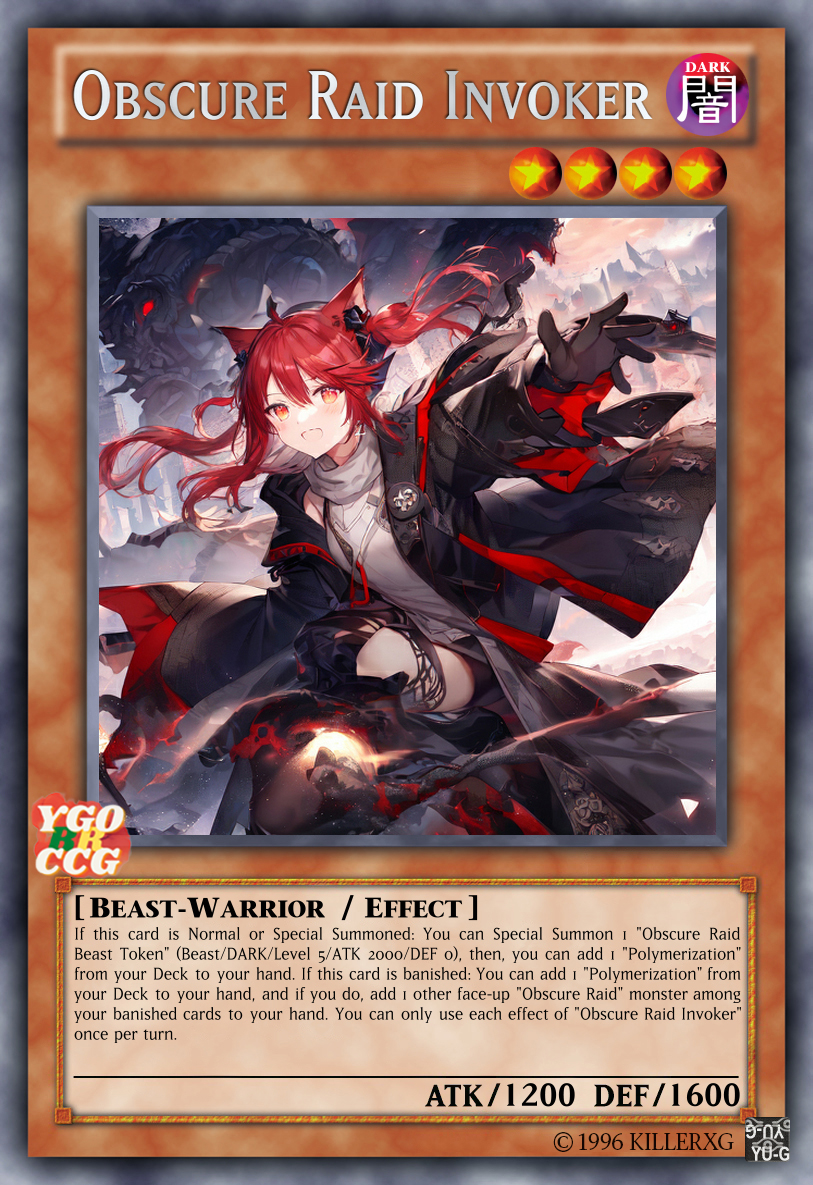 Obscure Raid Invoker
DARK
闇
YGO
RR
CCG
[ Beast-Warrior / Effect ]
If this card is Normal or Special Summoned: You can Special Summon 1 "Obscure Raid
Beast Token" (Beast/DARK/Level 5/ATK 2000/DEF 0), then, you can add 1 "Polymerization"
from your Deck to your hand. If this card is banished: You can add 1 "Polymerization" from
your Deck to your hand, and if you do, add 1 other face-up "Obscure Raid" monster among
your banished cards to your hand. You can only use each effect of "Obscure Raid Invoker"
once per turn.
ATK/1200 DEF/1600
© 1996 KILLERXG
YU-G